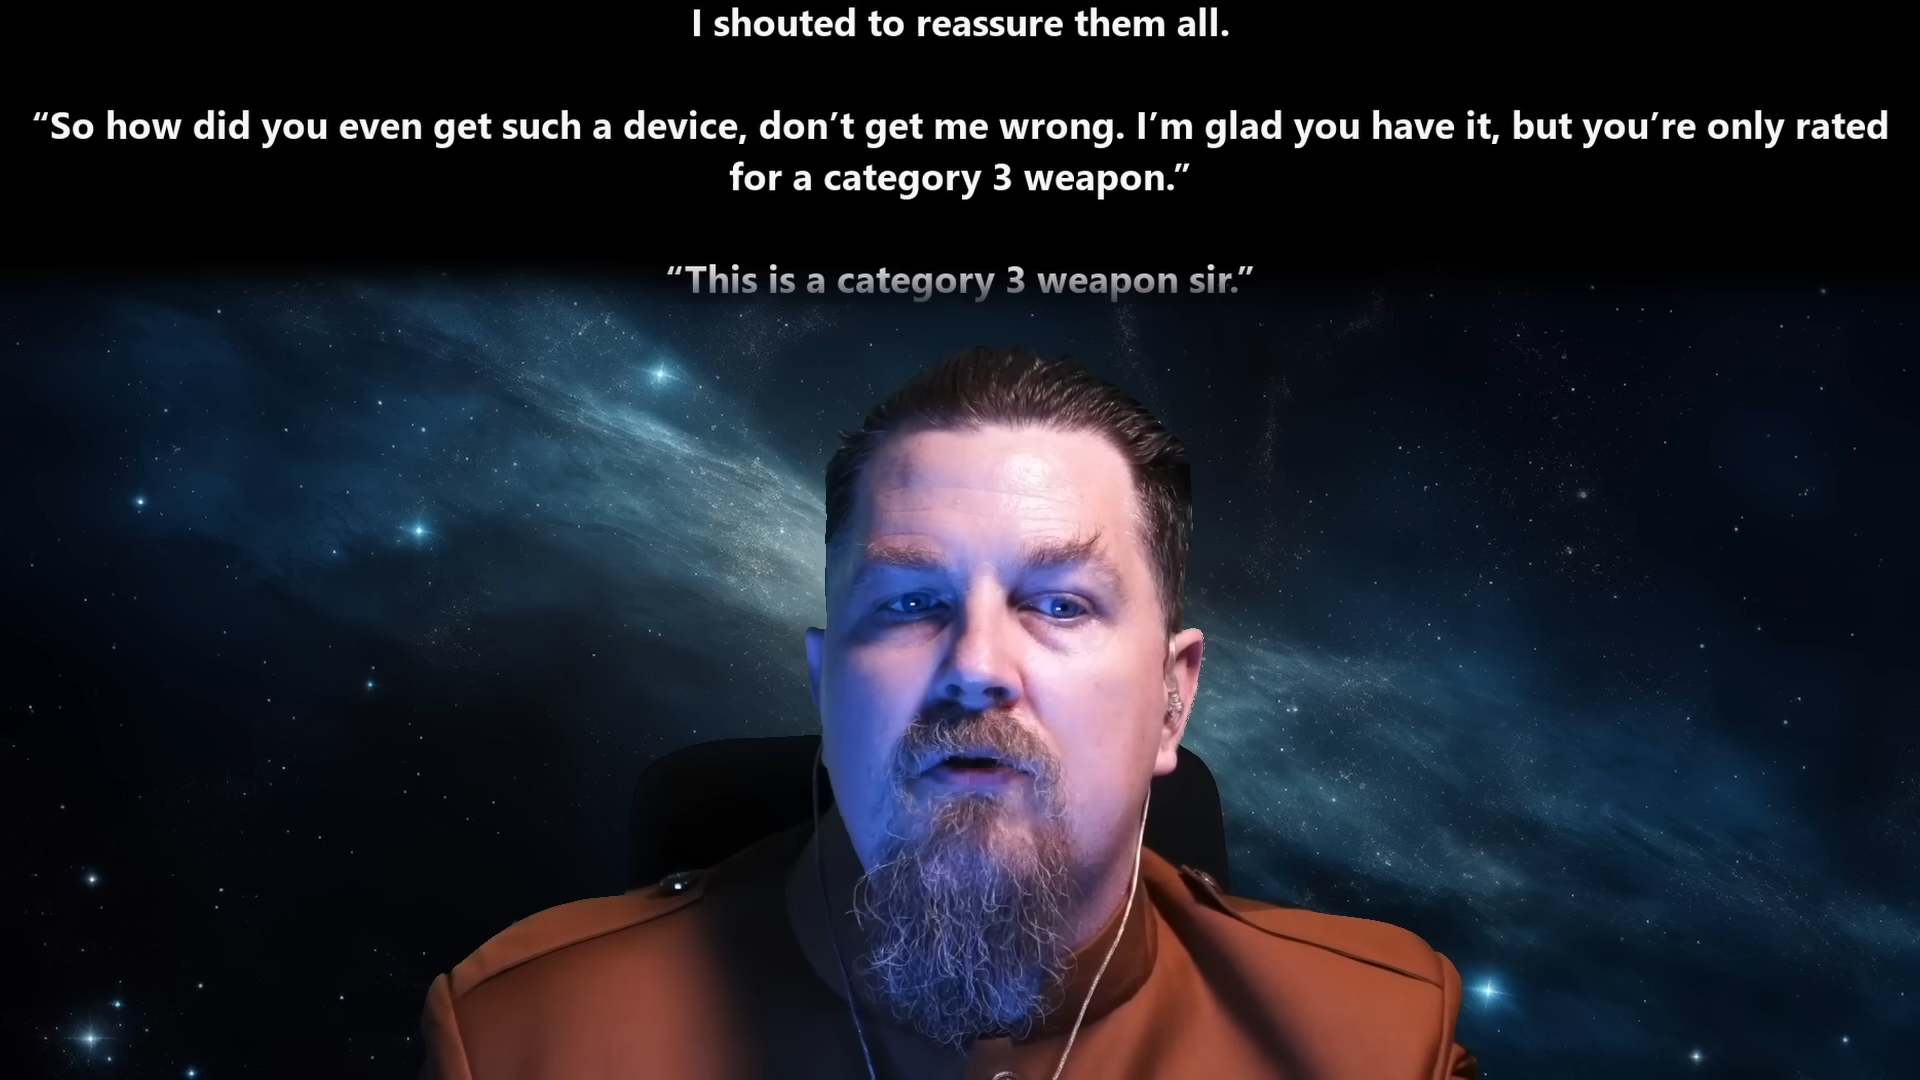 I shouted to reassure them all.
“So how did you even get such a device, don’t get me wrong. I’m glad you have it, but you’re only rated
for a category 3 weapon.”
“This is a category 3 weapon sir.”